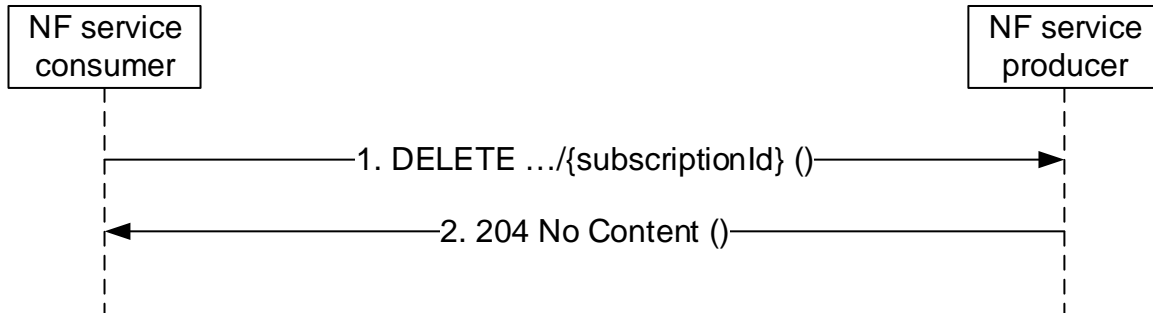 NF service
consumer
NF service
producer
1. DELETE …/{subscriptionId} ()
2. 204 No Content ()